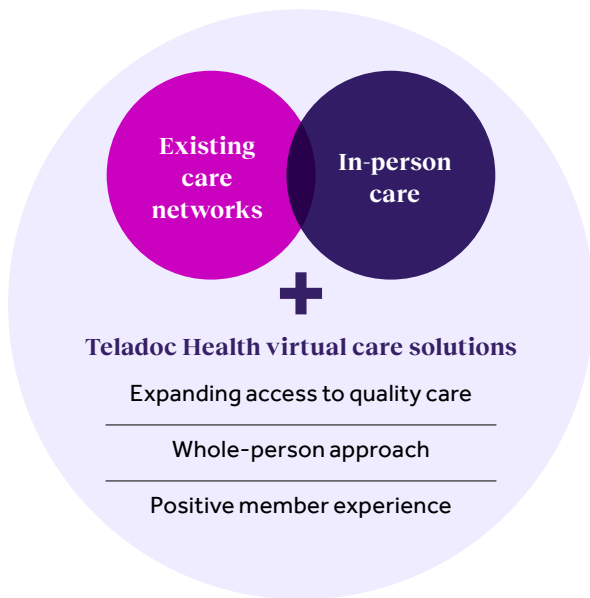 Existing
care
networks
In-person
care
+
Teladoc Health virtual care solutions
Expanding access to quality care
Whole-person approach
Positive member experience